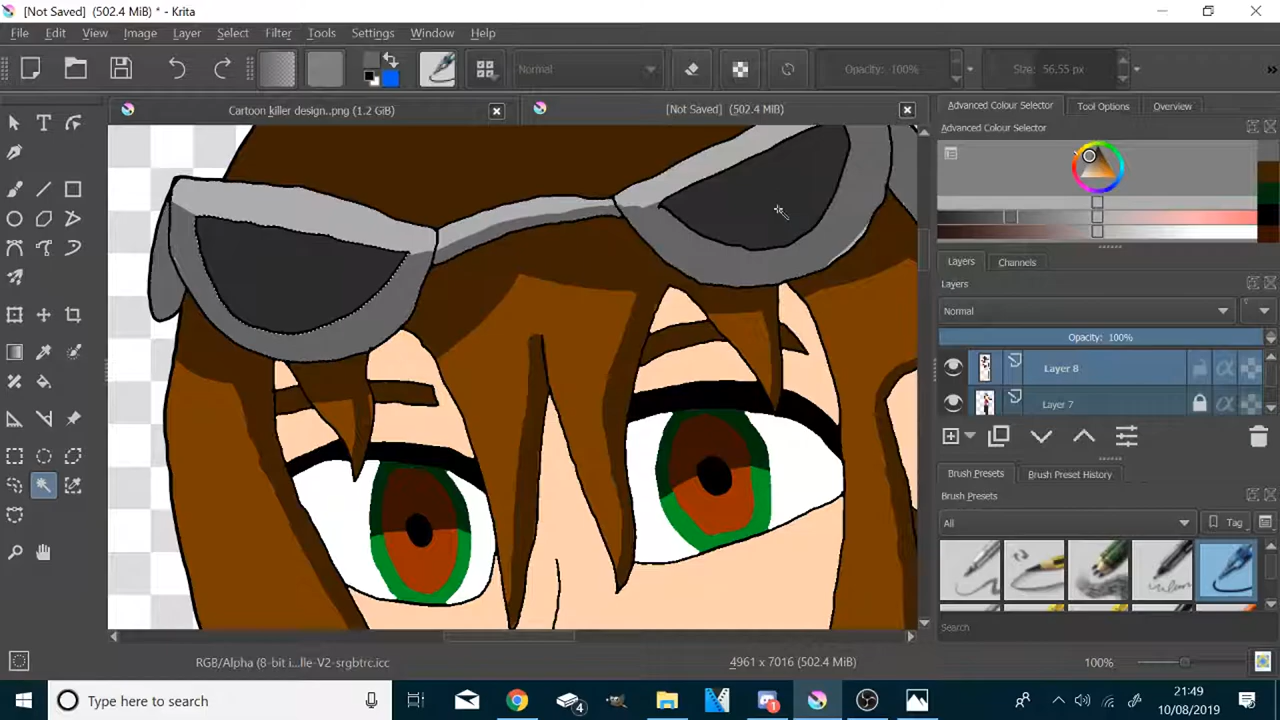 [Not Saved] (502.4 MiB) * - Krita
File Edit View Image Layer Select Filter Tools Settings Window Help
Normal
Opacity: 100%
Size: 56.55 px
Cartoon killer design..png (1.2 GiB)
[Not Saved] (502.4 MiB)
Advanced Colour Selector
Tool Options
Overview
Advanced Colour Selector
Layers
Channels
Layers
Normal
Opacity: 100%
Layer 8
Layer 7
Brush Presets
Brush Preset History
Brush Presets
All
Tag
Search
RGB/Alpha (8-bit i...lle-V2-srgbtrc.icc
4961 x 7016 (502.4 MiB)
100%
Type here to search
4
1
21:49
10/08/2019